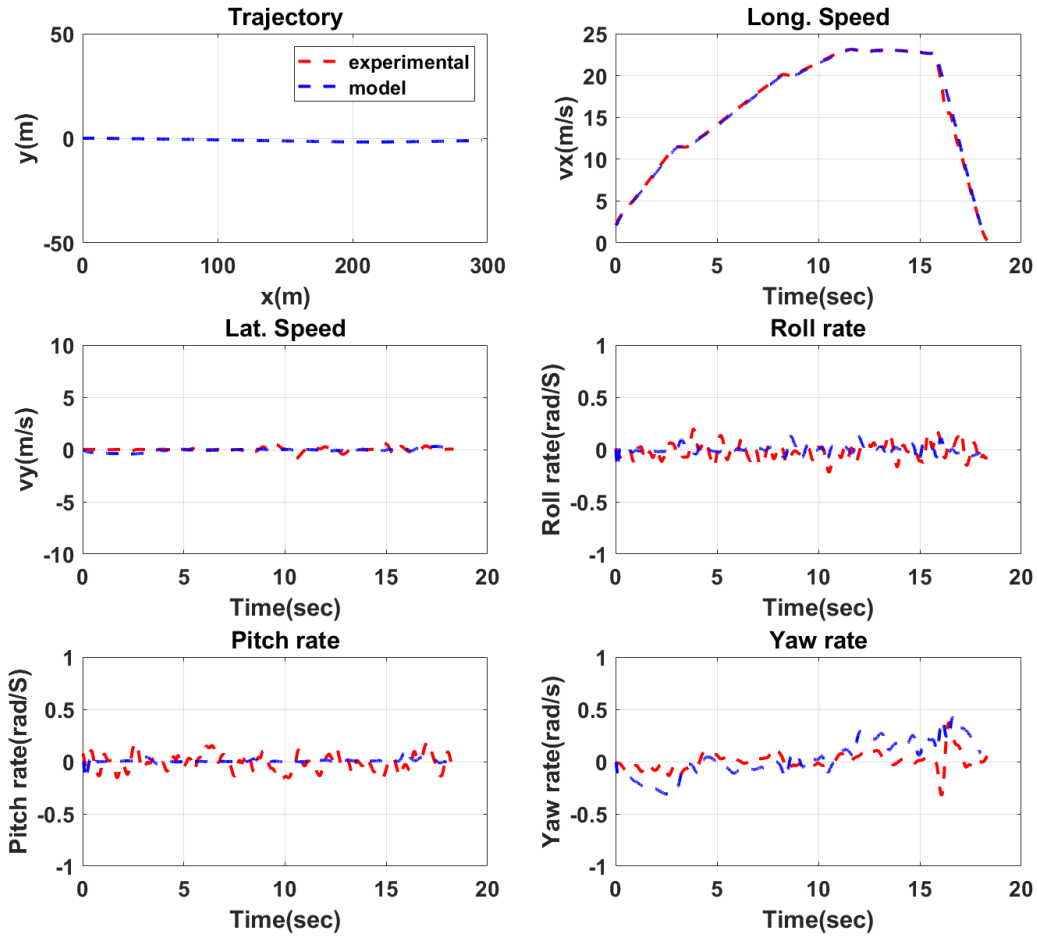 Trajectory
50
0
-50
y(m)
experimental
model
0
100
200
300
x(m)
Long. Speed
25
20
15
10
5
0
vx(m/s)
0
5
10
15
20
Time(sec)
Lat. Speed
10
5
0
-5
-10
vy(m/s)
0
5
10
15
20
Time(sec)
Roll rate
1
0.5
0
-0.5
-1
Roll rate(rad/S)
0
5
10
15
20
Time(sec)
Pitch rate
1
0.5
0
-0.5
-1
Pitch rate(rad/S)
0
5
10
15
20
Time(sec)
Yaw rate
1
0.5
0
-0.5
-1
Yaw rate(rad/s)
0
5
10
15
20
Time(sec)